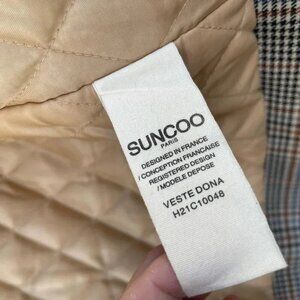 SUNCOO
PARIS
DESIGNED IN FRANCE
/ CONCEPTION FRANCAISE
REGISTERED DESIGN
/ MODELE DEPOSE
VESTE DONA
H21C10048